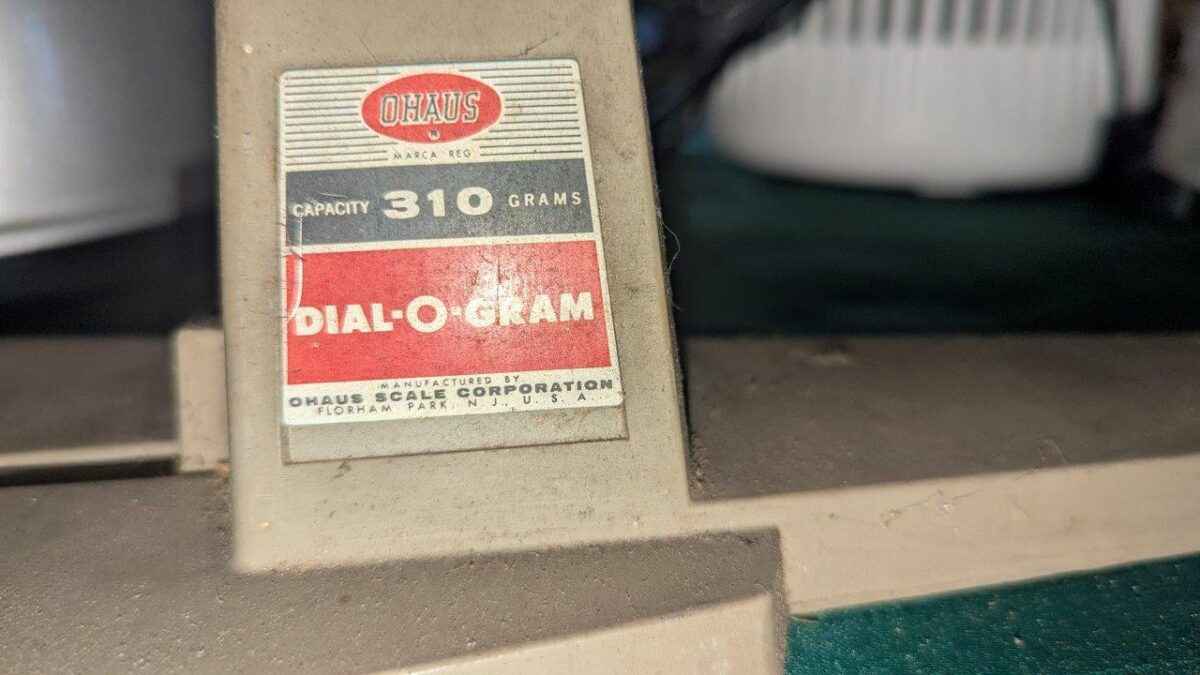 OHAUS
MARCA REG
CAPACITY 310 GRAMS
DIAL-O-GRAM
MANUFACTURED BY
OHAUS SCALE CORPORATION
FLORHAM PARK, N.J., U.S.A.